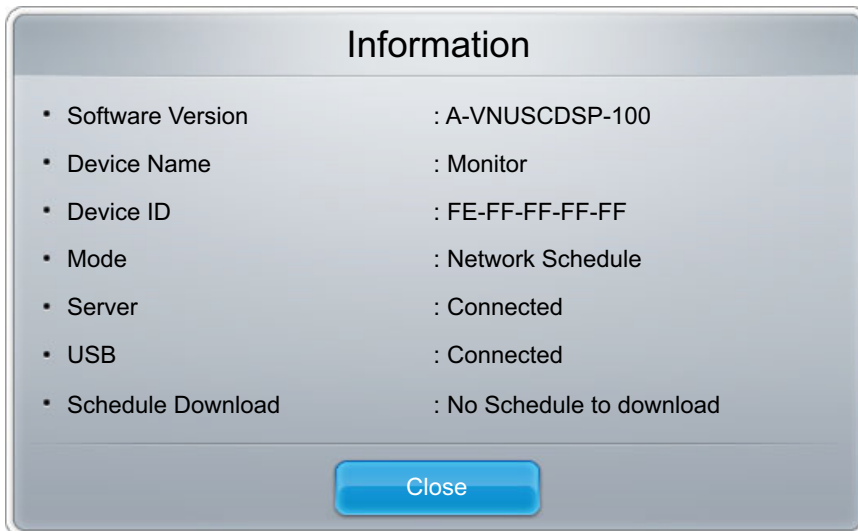 Information
• Software Version : A-VNUSCDSP-100
• Device Name : Monitor
• Device ID : FE-FF-FF-FF-FF
• Mode : Network Schedule
• Server : Connected
• USB : Connected
• Schedule Download : No Schedule to download
Close